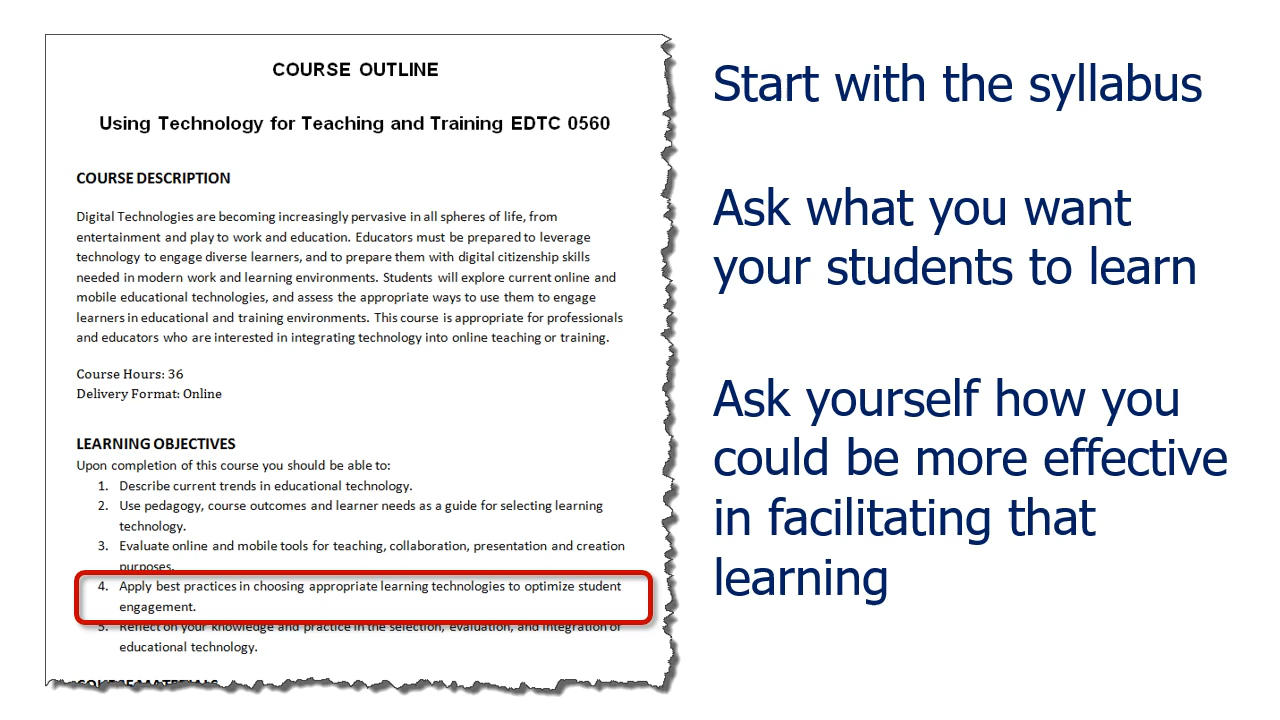 COURSE OUTLINE
Using Technology for Teaching and Training EDTC 0560
COURSE DESCRIPTION
Digital Technologies are becoming increasingly pervasive in all spheres of life, from
entertainment and play to work and education. Educators must be prepared to leverage
technology to engage diverse learners, and to prepare them with digital citizenship skills
needed in modern work and learning environments. Students will explore current online and
mobile educational technologies, and assess the appropriate ways to use them to engage
learners in educational and training environments. This course is appropriate for professionals
and educators who are interested in integrating technology into online teaching or training.
Course Hours: 36
Delivery Format: Online
LEARNING OBJECTIVES
Upon completion of this course you should be able to:
1. Describe current trends in educational technology.
2. Use pedagogy, course outcomes and learner needs as a guide for selecting learning
technology.
3. Evaluate online and mobile tools for teaching, collaboration, presentation and creation
purposes.
4. Apply best practices in choosing appropriate learning technologies to optimize student
engagement.
5. Reflect on your knowledge and practice in the selection, evaluation, and integration of
educational technology.
COURSE MATERIALS
Start with the syllabus
Ask what you want
your students to learn
Ask yourself how you
could be more effective
in facilitating that
learning